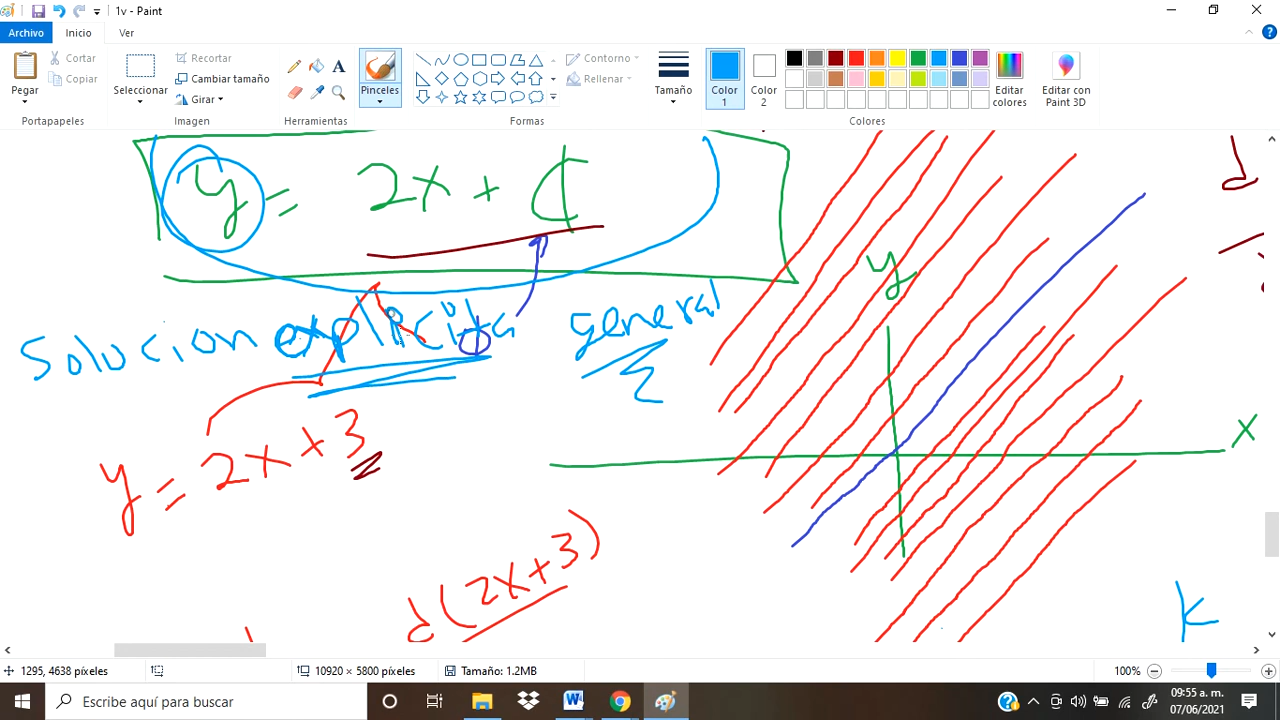 1v - Paint
Archivo Inicio Ver
Pegar
Cortar
Copiar
Portapapeles
Seleccionar
Recortar
Cambiar tamaño
Girar
Imagen
Herramientas
Pinceles
Formas
Contorno
Rellenar
Tamaño
Color 1
Color 2
Editar colores
Editar con Paint 3D
Colores
y = 2x + C
Solucion explicita general
y = 2x + 3
d(2x+3)
y
x
d
K
1295, 4638 píxeles
10920 × 5800 píxeles
Tamaño: 1.2MB
100%
Escribe aquí para buscar
09:55 a. m.
07/06/2021